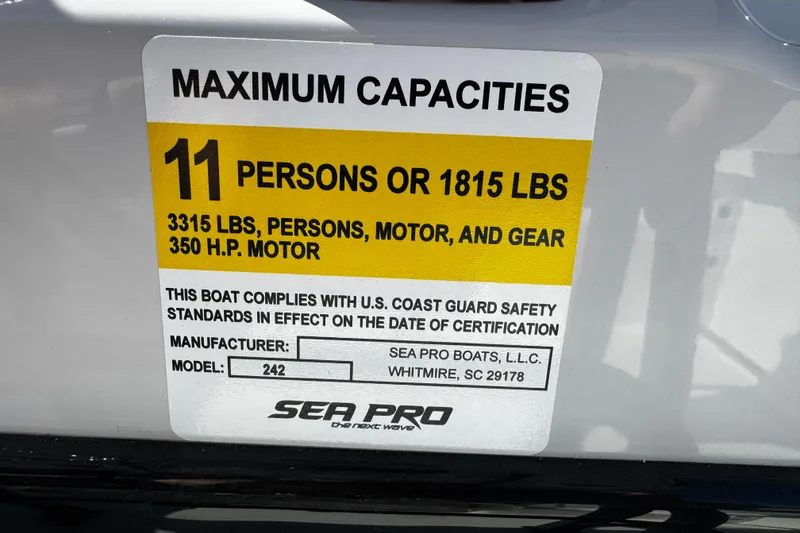 MAXIMUM CAPACITIES
11 PERSONS OR 1815 LBS
3315 LBS, PERSONS, MOTOR, AND GEAR
350 H.P. MOTOR
THIS BOAT COMPLIES WITH U.S. COAST GUARD SAFETY
STANDARDS IN EFFECT ON THE DATE OF CERTIFICATION
MANUFACTURER: SEA PRO BOATS, L.L.C.
MODEL: 242 WHITMIRE, SC 29178
SEA PRO
the next wave